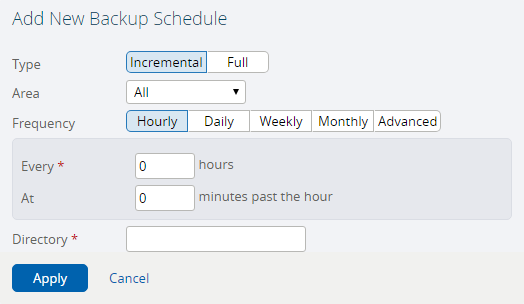 Add New Backup Schedule
Type Incremental Full
Area All
Frequency Hourly Daily Weekly Monthly Advanced
Every * 0 hours
At 0 minutes past the hour
Directory *
Apply Cancel